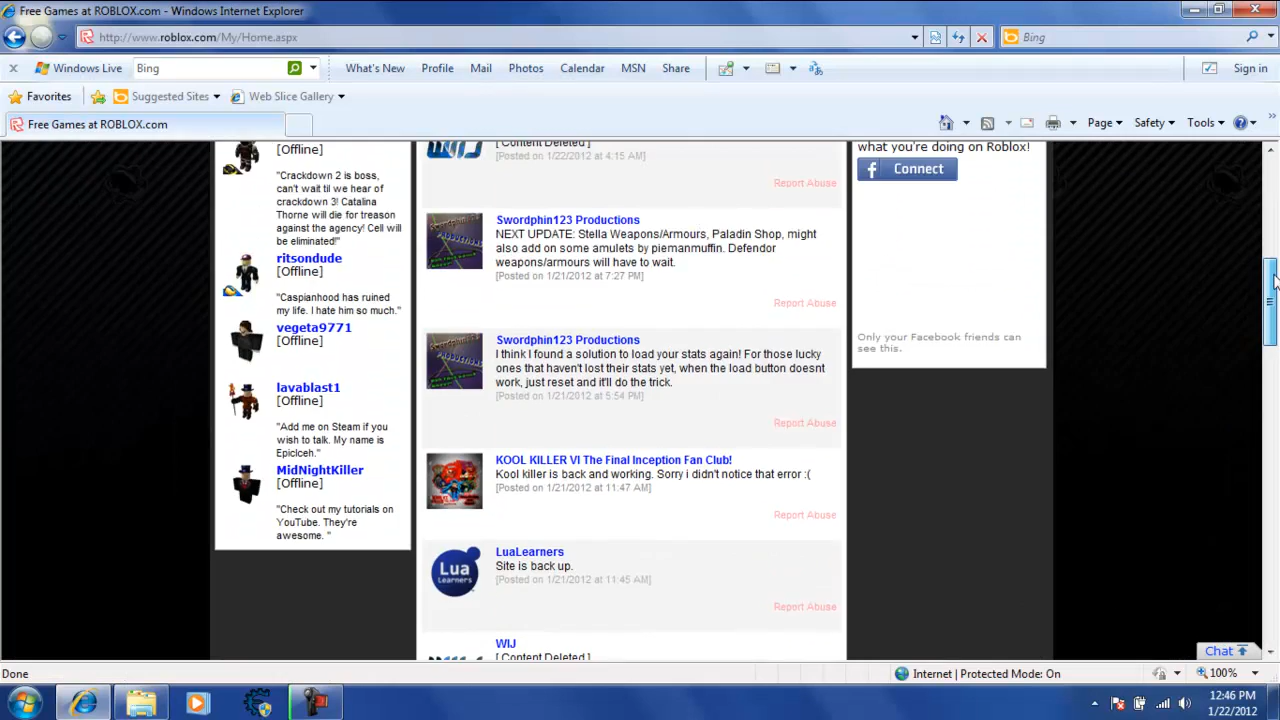 Free Games at ROBLOX.com - Windows Internet Explorer
http://www.roblox.com/My/Home.aspx
Bing
Windows Live
Bing
What's New
Profile
Mail
Photos
Calendar
MSN
Share
Sign in
Favorites
Suggested Sites
Web Slice Gallery
Free Games at ROBLOX.com
Page
Safety
Tools
[Offline]
"Crackdown 2 is boss,
can't wait til we hear of
crackdown 3! Catalina
Thorne will die for treason
against the agency! Cell will
be eliminated!"
ritsondude
[Offline]
"Caspianhood has ruined
my life. I hate him so much."
vegeta9771
[Offline]
lavablast1
[Offline]
"Add me on Steam if you
wish to talk. My name is
Epiclceh."
MidNightKiller
[Offline]
"Check out my tutorials on
YouTube. They're
awesome. "
WIJ
[ Content Deleted ]
[Posted on 1/22/2012 at 4:15 AM]
Report Abuse
Swordphin123 Productions
NEXT UPDATE: Stella Weapons/Armours, Paladin Shop, might
also add on some amulets by piemanmuffin. Defendor
weapons/armours will have to wait.
[Posted on 1/21/2012 at 7:27 PM]
Report Abuse
Swordphin123 Productions
I think I found a solution to load your stats again! For those lucky
ones that haven't lost their stats yet, when the load button doesnt
work, just reset and it'll do the trick.
[Posted on 1/21/2012 at 5:54 PM]
Report Abuse
KOOL KILLER VI The Final Inception Fan Club!
Kool killer is back and working. Sorry i didn't notice that error :(
[Posted on 1/21/2012 at 11:47 AM]
Report Abuse
Lua
Learners
LuaLearners
Site is back up.
[Posted on 1/21/2012 at 11:45 AM]
Report Abuse
WIJ
[ Content Deleted ]
what you're doing on Roblox!
Connect
Only your Facebook friends can
see this.
Chat
Done
Internet | Protected Mode: On
100%
12:46 PM
1/22/2012